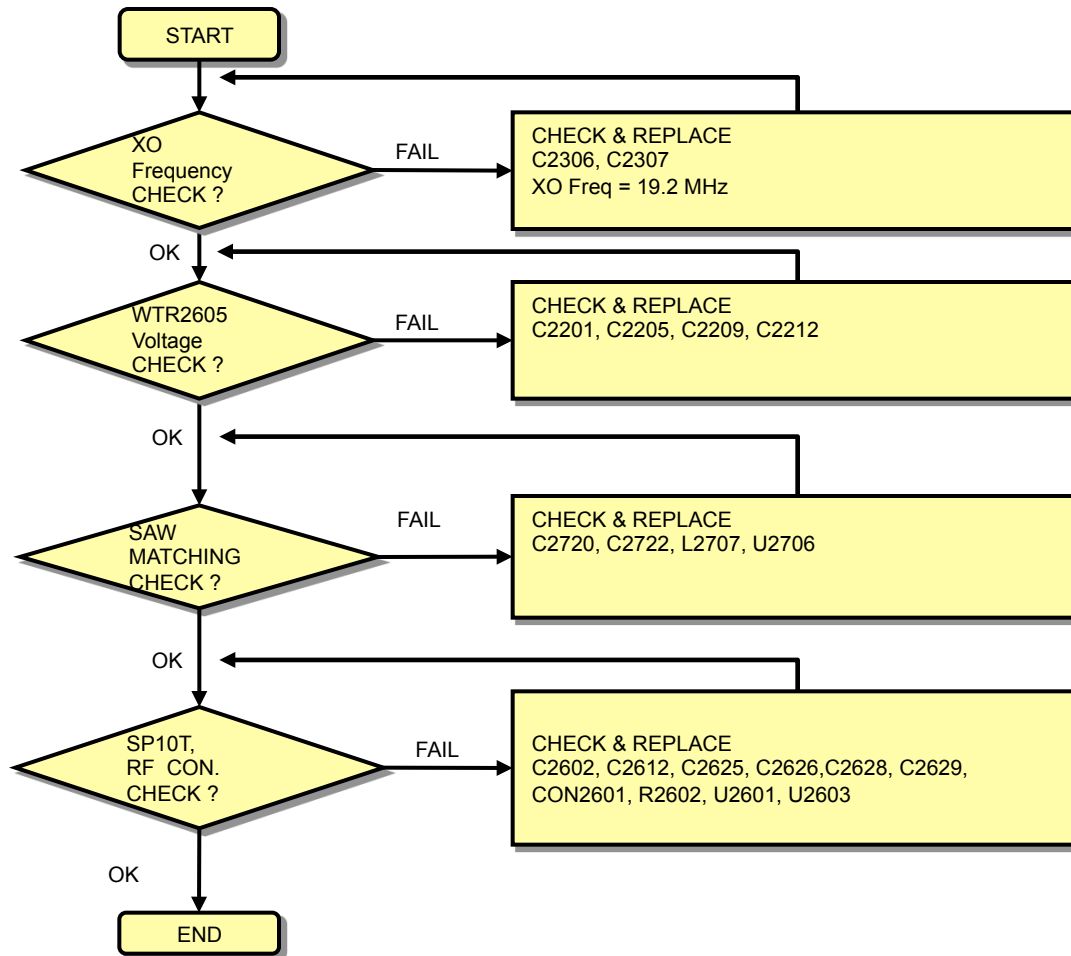 START
XO
Frequency
CHECK ?
FAIL
CHECK & REPLACE
C2306, C2307
XO Freq = 19.2 MHz
OK
WTR2605
Voltage
CHECK ?
FAIL
CHECK & REPLACE
C2201, C2205, C2209, C2212
OK
SAW
MATCHING
CHECK ?
FAIL
CHECK & REPLACE
C2720, C2722, L2707, U2706
OK
SP10T,
RF CON.
CHECK ?
FAIL
CHECK & REPLACE
C2602, C2612, C2625, C2626,C2628, C2629,
CON2601, R2602, U2601, U2603
OK
END